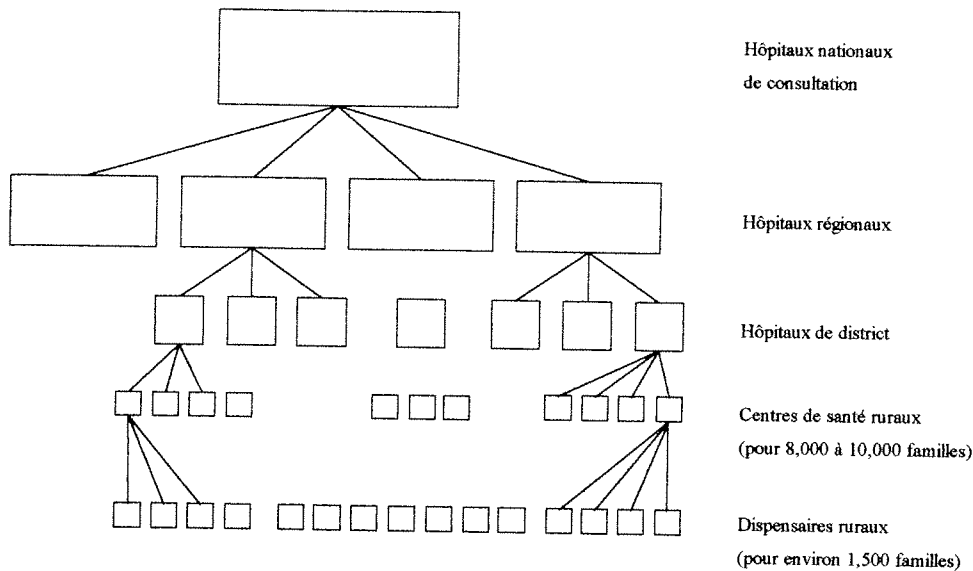 Hôpitaux nationaux
de consultation
Hôpitaux régionaux
Hôpitaux de district
Centres de santé ruraux
(pour 8,000 à 10,000 familles)
Dispensaires ruraux
(pour environ 1,500 familles)